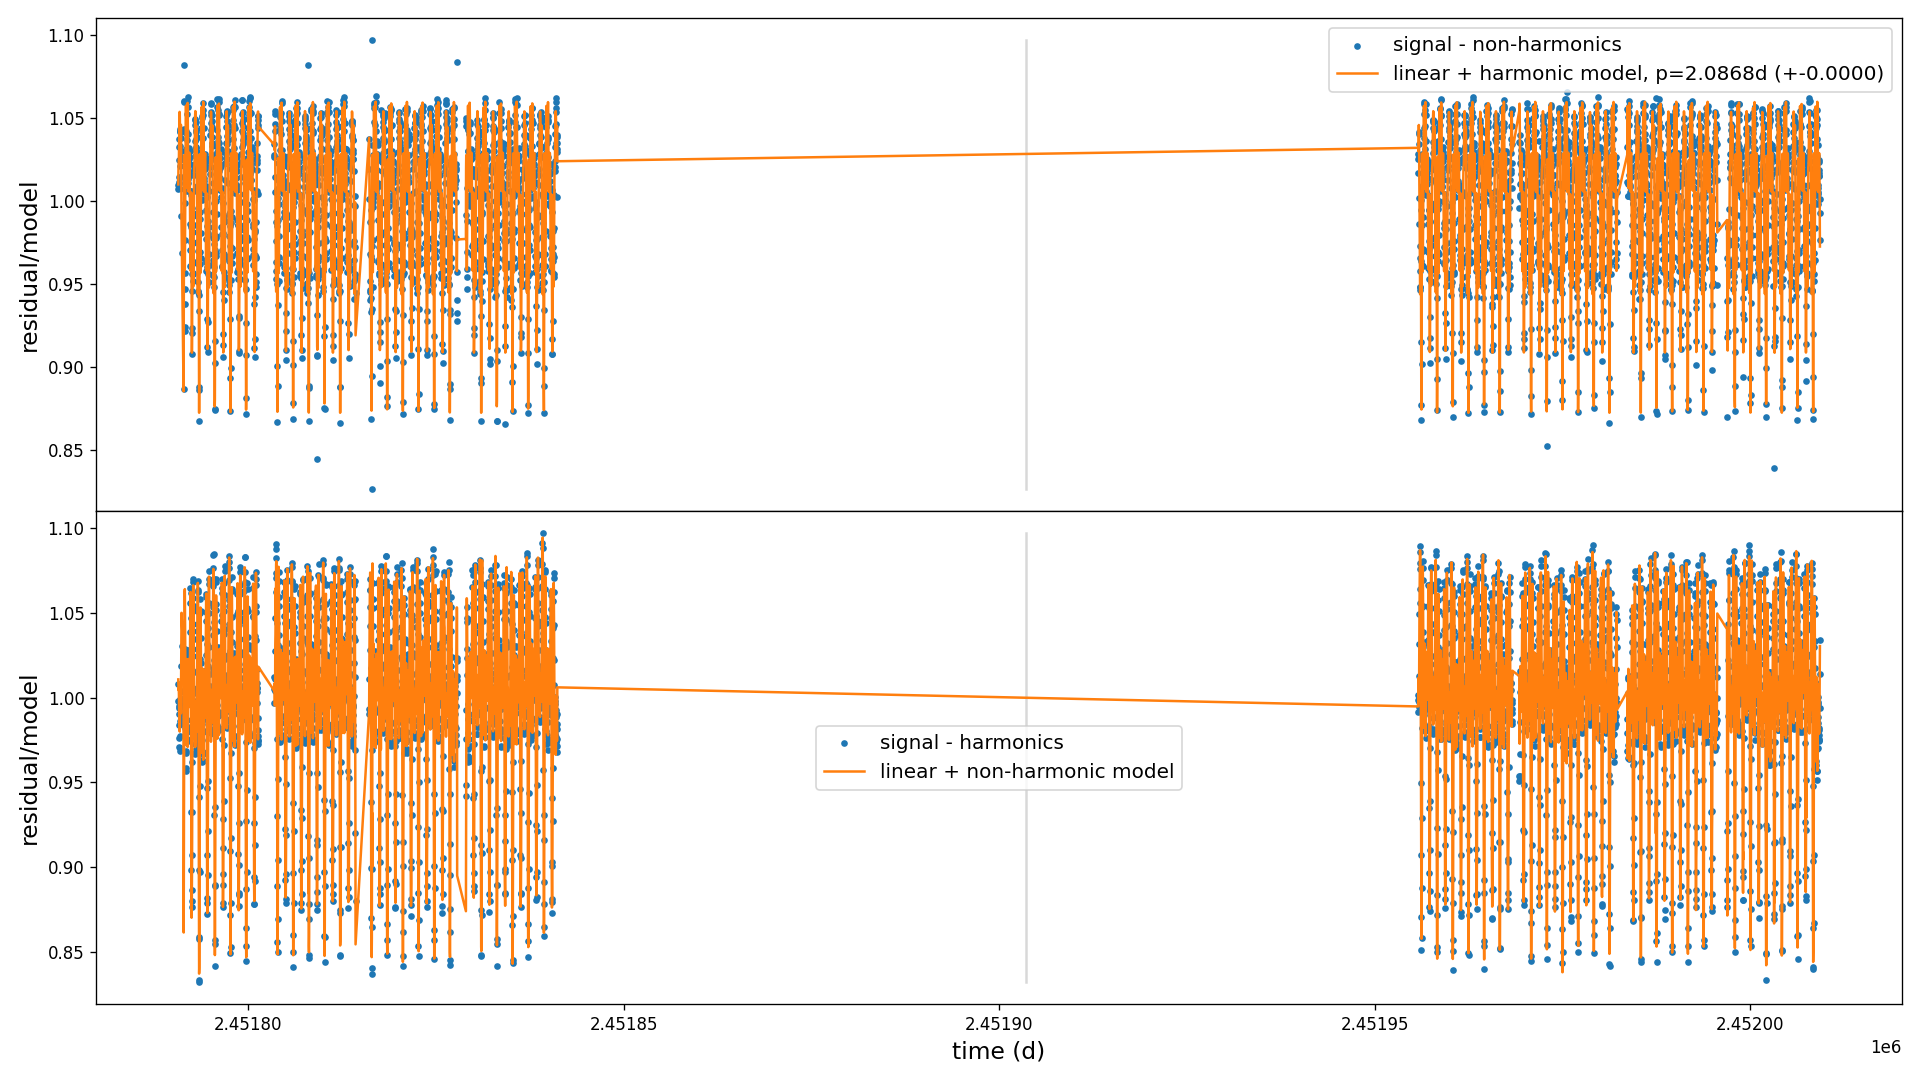 signal - non-harmonics
linear + harmonic model, p=2.0868d (+-0.0000)
1.10
1.05
1.00
0.95
0.90
0.85
residual/model
1.10
1.05
1.00
0.95
0.90
0.85
residual/model
signal - harmonics
linear + non-harmonic model
2.45180
2.45185
2.45190
2.45195
2.45200
1e6
time (d)